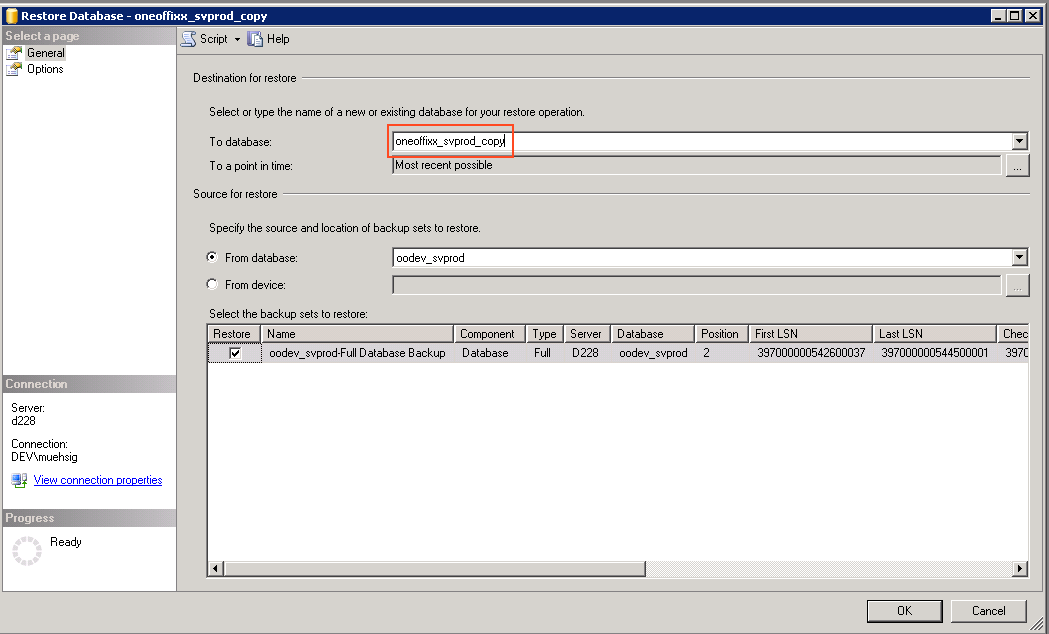 Restore Database - oneoffixx_svprod_copy
Select a page
General
Options
Script Help
Destination for restore
Select or type the name of a new or existing database for your restore operation.
To database: oneoffixx_svprod_copy
To a point in time: Most recent possible ...
Source for restore
Specify the source and location of backup sets to restore.
From database: oodev_svprod
From device: ...
Select the backup sets to restore:
Restore Name Component Type Server Database Position First LSN Last LSN Chec
oodev_svprod-Full Database Backup Database Full D228 oodev_svprod 2 397000000542600037 397000000544500001 3970
Connection
Server:
d228
Connection:
DEV\muehsig
View connection properties
Progress
Ready
OK Cancel